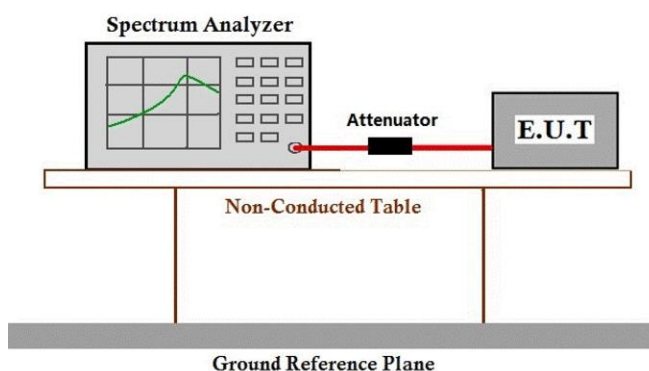 Spectrum Analyzer
Attenuator
E.U.T
Non-Conducted Table
Ground Reference Plane